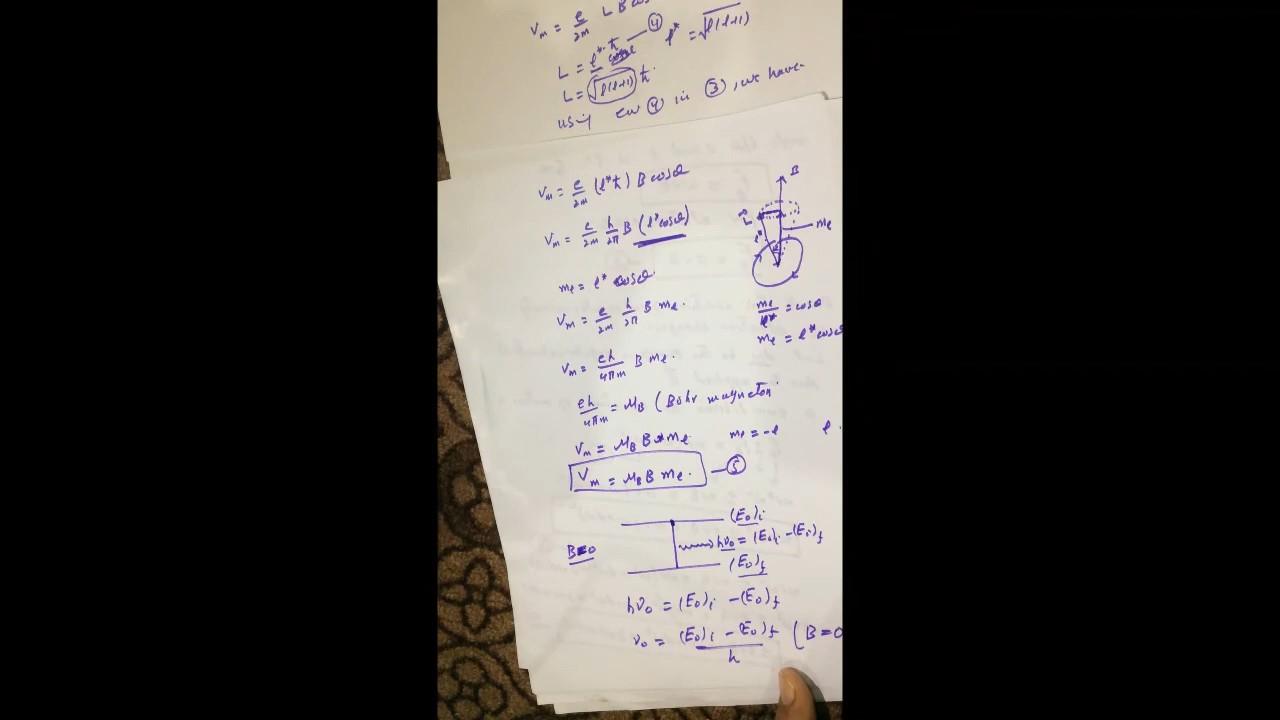 Vm = e/2m L B cos
L = l* ħ — ④ l* = √l(l+1)
L = √l(l+1) ħ.
using eq ④ in ③, we have
Vm = e/2m (l*ħ) B cosθ
Vm = e/2m h/2π B (l* cosθ)
B
L
l*
θ
ml
ml = l* cosθ
Vm = e/2m h/2π B ml.
ml/l* = cosθ
ml = l* cosθ
Vm = eh/4πm B ml.
eh/4πm = MB (Bohr magneton
Vm = MB B ml ml = -l l
Vm = MB B ml. — ⑤
B=0
(E0)i
hν0 = (E0)i - (E0)f
(E0)f
hν0 = (E0)i - (E0)f
ν0 = (E0)i - (E0)f / h (B=0